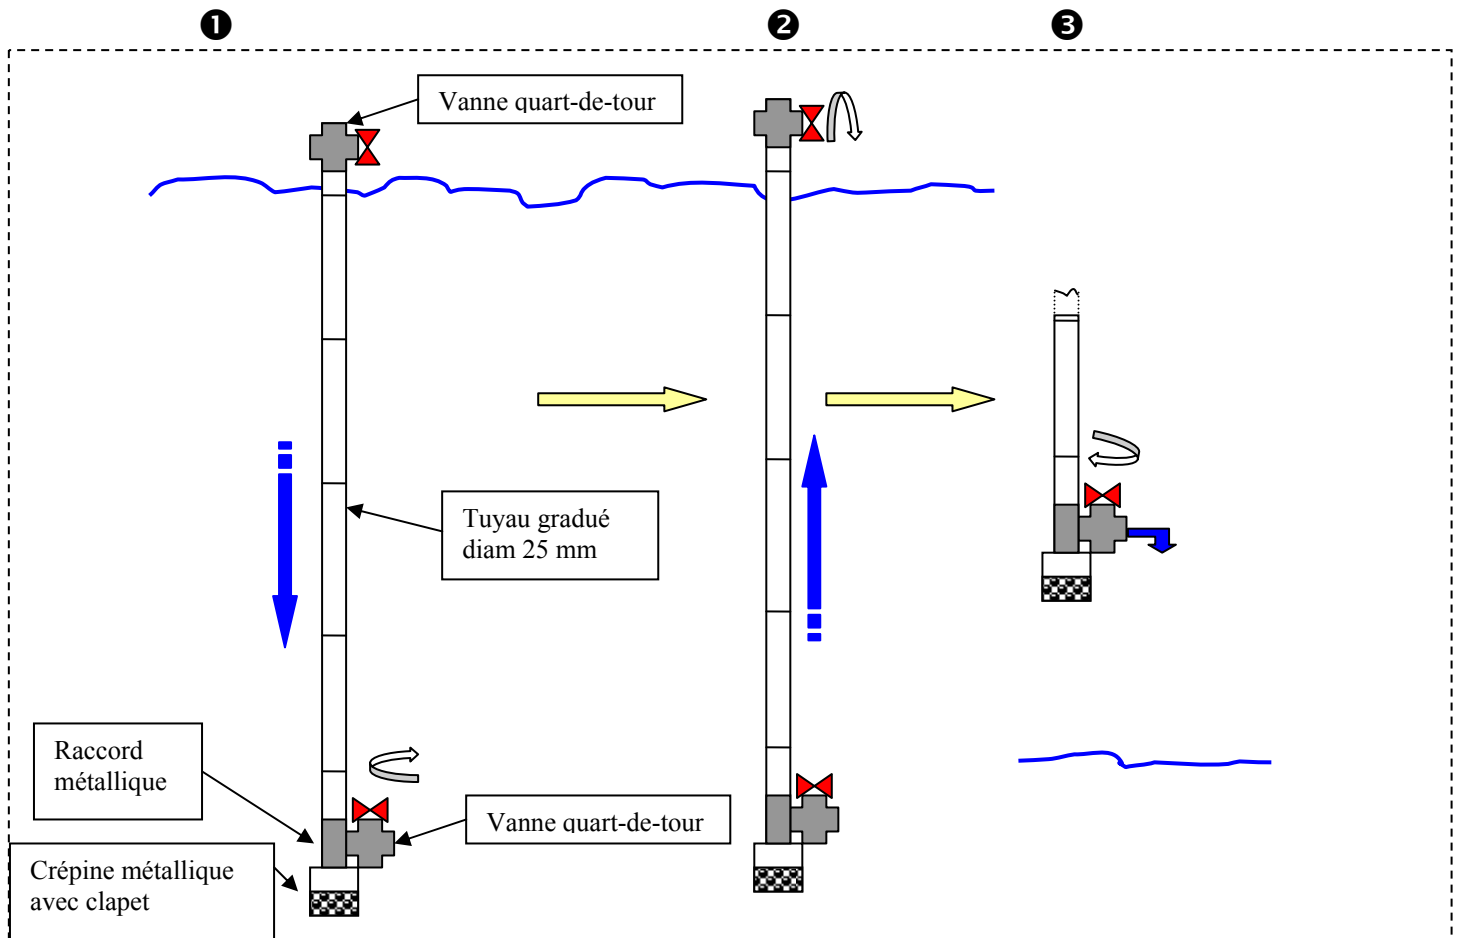 ❶ ❷ ❸
Vanne quart-de-tour
Tuyau gradué
diam 25 mm
Raccord
métallique
Vanne quart-de-tour
Crépine métallique
avec clapet